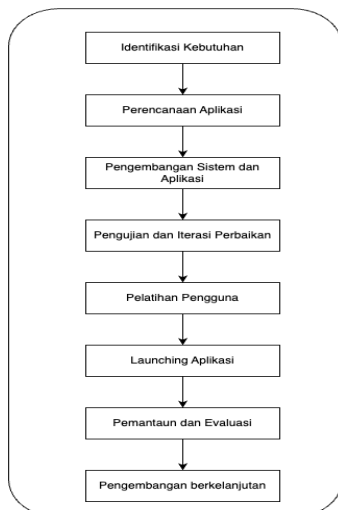 Identifikasi Kebutuhan
Perencanaan Aplikasi
Pengembangan Sistem dan
Aplikasi
Pengujian dan Iterasi Perbaikan
Pelatihan Pengguna
Launching Aplikasi
Pemantaun dan Evaluasi
Pengembangan berkelanjutan